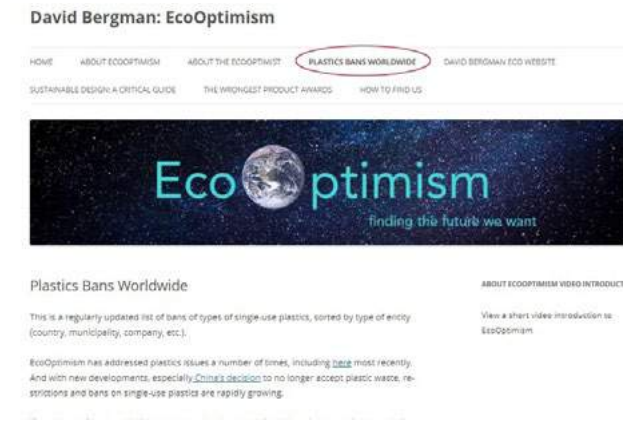 David Bergman: EcoOptimism
HOME ABOUT ECOOPTIMISM ABOUT THE ECOOPTIMIST PLASTICS BANS WORLDWIDE DAVID BERGMAN ECO WEBSITE
SUSTAINABLE DESIGN: A CRITICAL GUIDE THE WRONGEST PRODUCT AWARDS HOW TO FIND US
Eco ptimism
finding the future we want
Plastics Bans Worldwide
This is a regularly updated list of bans of types of single-use plastics, sorted by type of entity
(country, municipality, company, etc.).
EcoOptimism has addressed plastics issues a number of times, including here most recently.
And with new developments, especially China's decision to no longer accept plastic waste, re-
strictions and bans on single-use plastics are rapidly growing.
ABOUT ECOOPTIMISM VIDEO INTRODUCT
View a short video introduction to
EcoOptimism